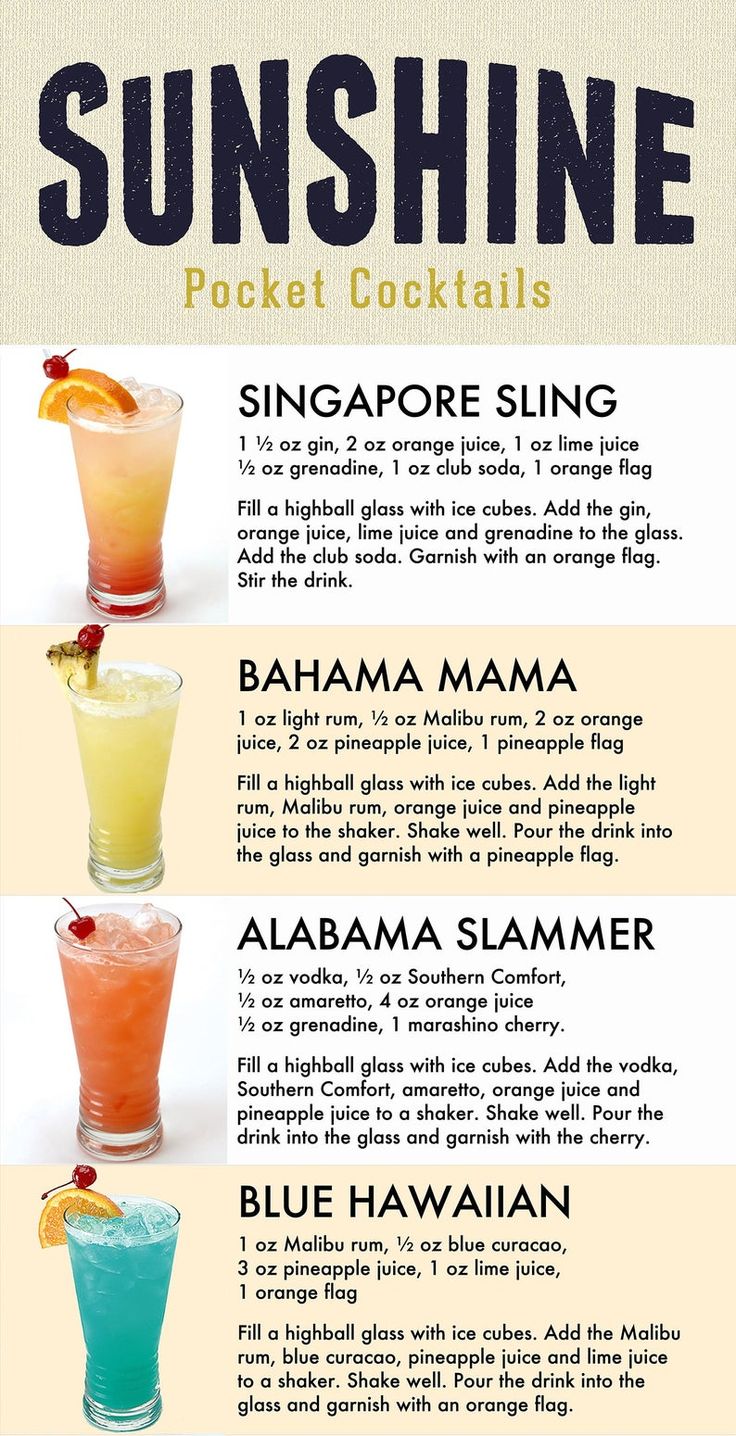 SUNSHINE
Pocket Cocktails
SINGAPORE SLING
1 ½ oz gin, 2 oz orange juice, 1 oz lime juice
½ oz grenadine, 1 oz club soda, 1 orange flag
Fill a highball glass with ice cubes. Add the gin,
orange juice, lime juice and grenadine to the glass.
Add the club soda. Garnish with an orange flag.
Stir the drink.
BAHAMA MAMA
1 oz light rum, ½ oz Malibu rum, 2 oz orange
juice, 2 oz pineapple juice, 1 pineapple flag
Fill a highball glass with ice cubes. Add the light
rum, Malibu rum, orange juice and pineapple
juice to the shaker. Shake well. Pour the drink into
the glass and garnish with a pineapple flag.
ALABAMA SLAMMER
½ oz vodka, ½ oz Southern Comfort,
½ oz amaretto, 4 oz orange juice
½ oz grenadine, 1 marashino cherry.
Fill a highball glass with ice cubes. Add the vodka,
Southern Comfort, amaretto, orange juice and
pineapple juice to a shaker. Shake well. Pour the
drink into the glass and garnish with the cherry.
BLUE HAWAIIAN
1 oz Malibu rum, ½ oz blue curacao,
3 oz pineapple juice, 1 oz lime juice,
1 orange flag
Fill a highball glass with ice cubes. Add the Malibu
rum, blue curacao, pineapple juice and lime juice
to a shaker. Shake well. Pour the drink into the
glass and garnish with an orange flag.